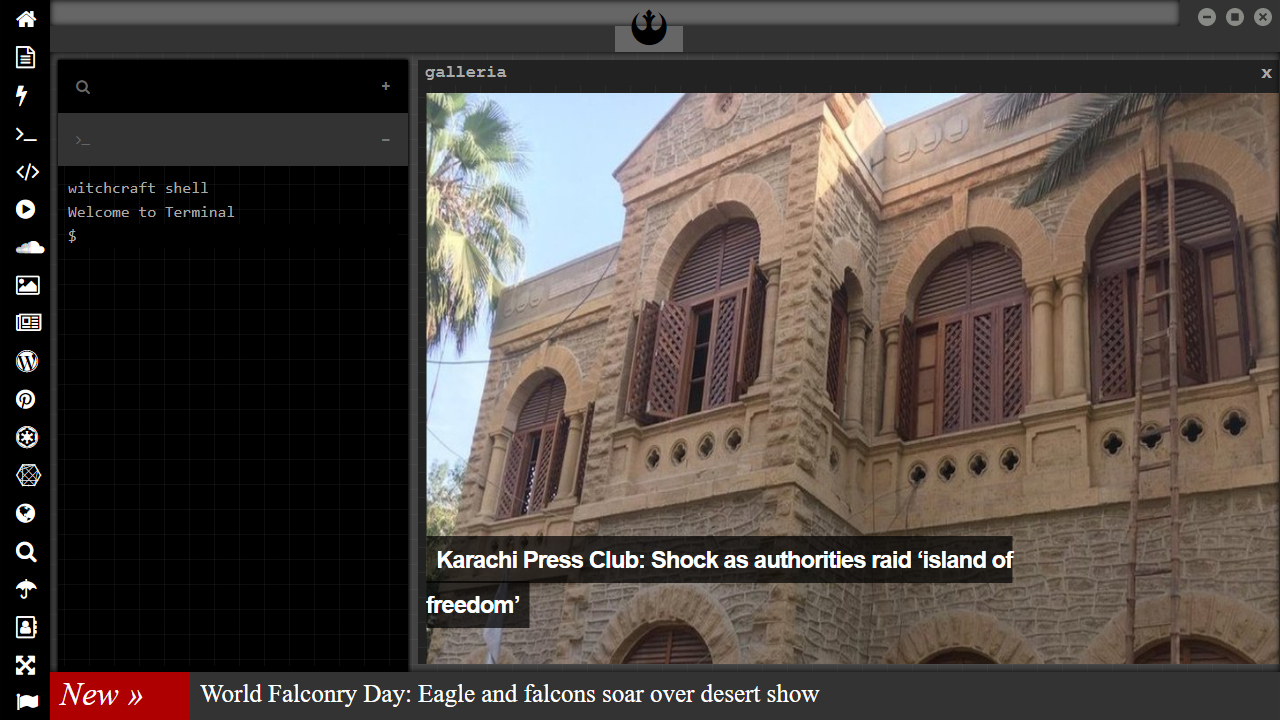 galleria
x
+
>_
−
witchcraft shell
Welcome to Terminal
$
Karachi Press Club: Shock as authorities raid ‘island of
freedom’
New »
World Falconry Day: Eagle and falcons soar over desert show